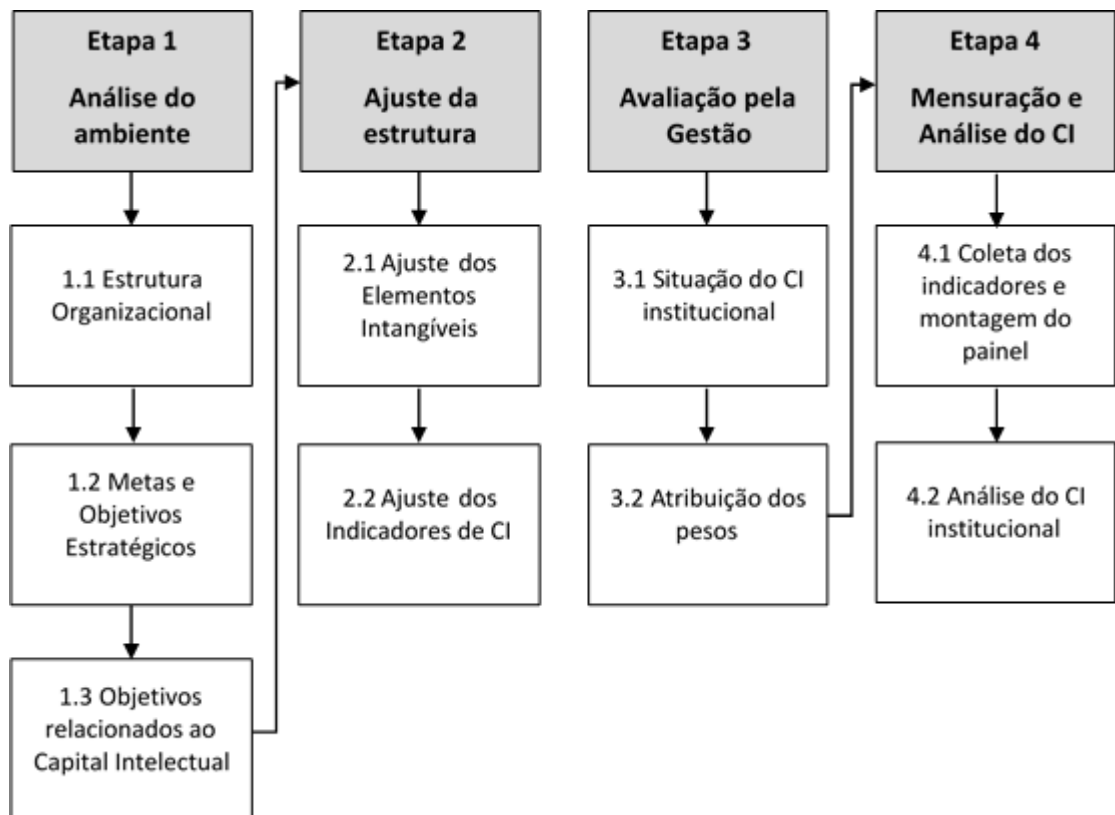 Etapa 1
Análise do
ambiente
1.1 Estrutura
Organizacional
1.2 Metas e
Objetivos
Estratégicos
1.3 Objetivos
relacionados ao
Capital Intelectual
Etapa 2
Ajuste da
estrutura
2.1 Ajuste dos
Elementos
Intangíveis
2.2 Ajuste dos
Indicadores de CI
Etapa 3
Avaliação pela
Gestão
3.1 Situação do CI
institucional
3.2 Atribuição dos
pesos
Etapa 4
Mensuração e
Análise do CI
4.1 Coleta dos
indicadores e
montagem do
painel
4.2 Análise do CI
institucional